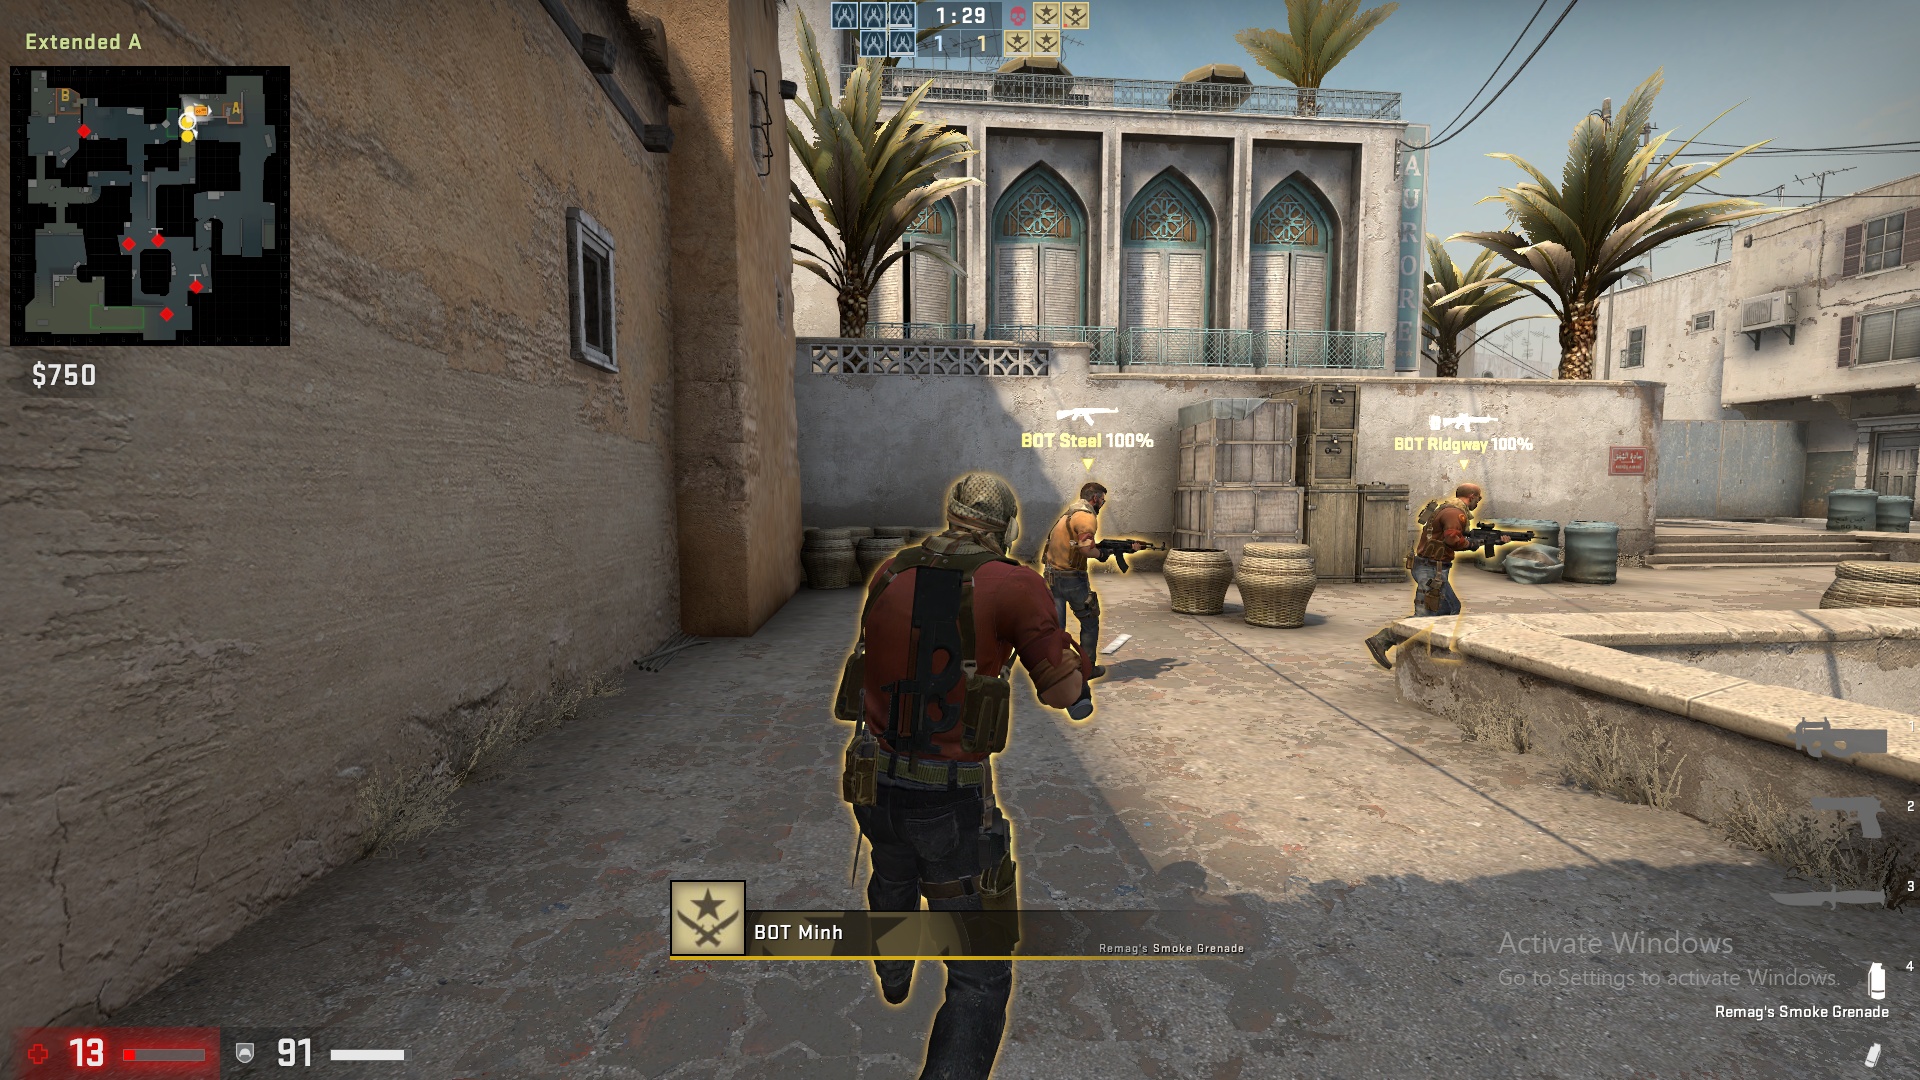 1:29
1 1
Extended A
B
A
$750
AURORE
BOT Steel 100%
BOT Ridgway 100%
1
2
3
BOT Minh
Remag's Smoke Grenade
Activate Windows
Go to Settings to activate Windows.
4
Remag's Smoke Grenade
13
91